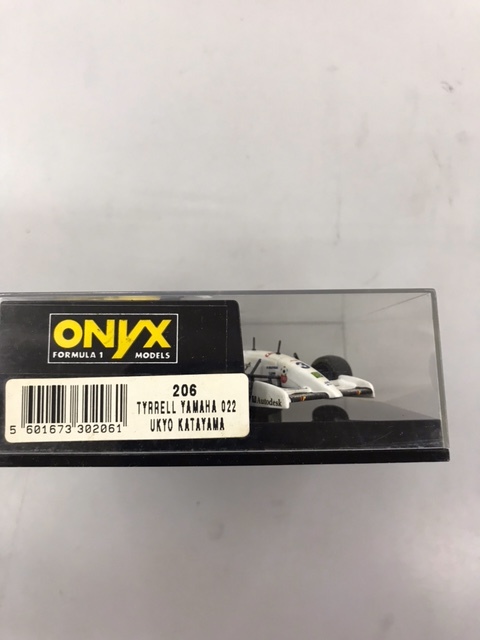 ONYX
FORMULA 1 MODELS
206
TYRRELL YAMAHA 022
UKYO KATAYAMA
5 601673 302061
Autodesk